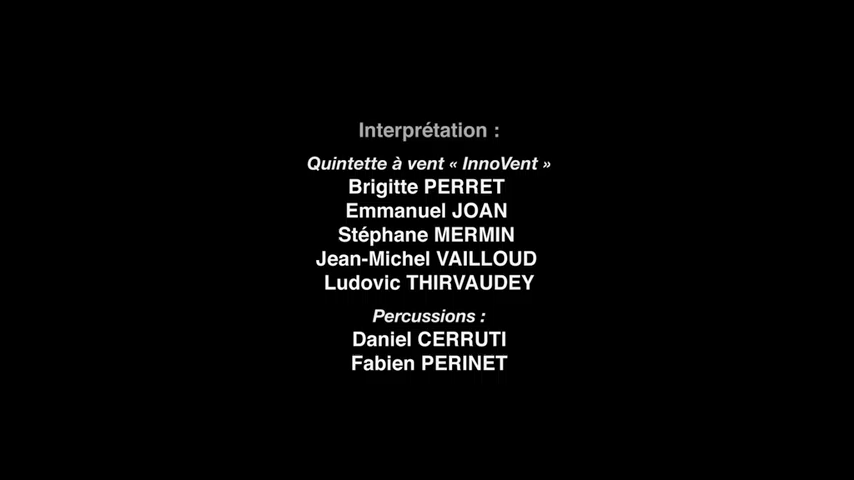 Interprétation :
Quintette à vent « InnoVent »
Brigitte PERRET
Emmanuel JOAN
Stéphane MERMIN
Jean-Michel VAILLOUD
Ludovic THIRVAUDEY
Percussions :
Daniel CERRUTI
Fabien PERINET